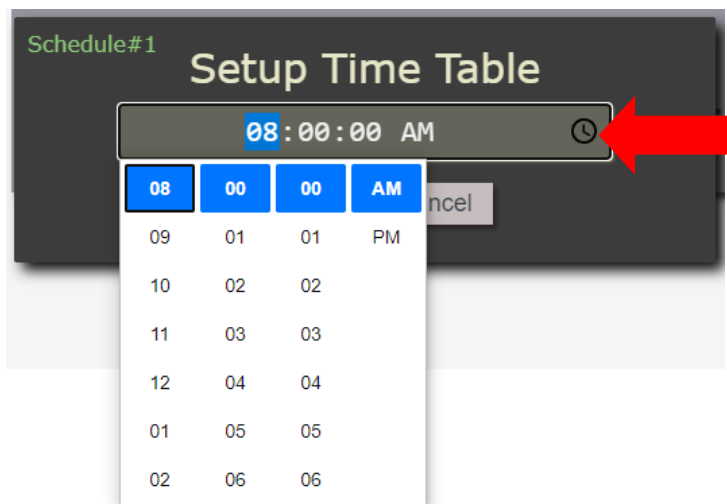 Schedule#1
Setup Time Table
08:00:00 AM
08 00 00 AM
ncel
09 01 01 PM
10 02 02
11 03 03
12 04 04
01 05 05
02 06 06